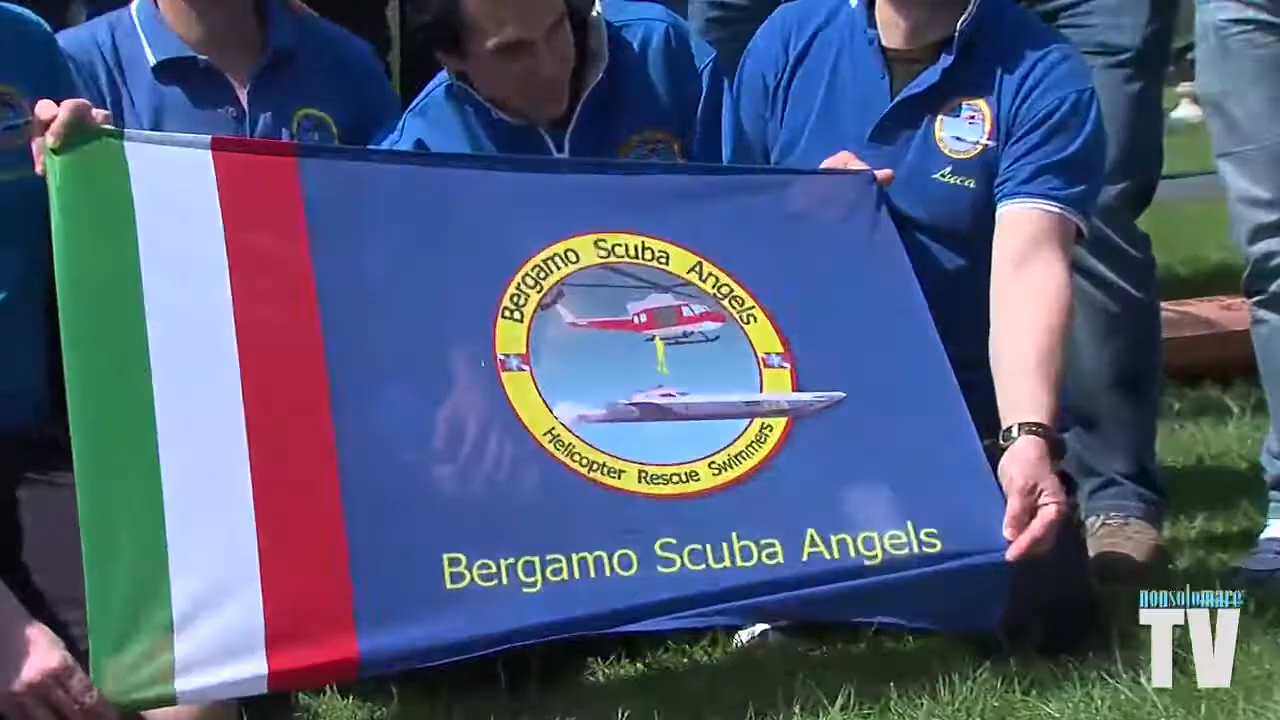 Luca
Bergamo Scuba Angels
Helicopter Rescue Swimmers
Bergamo Scuba Angels
nonsolomare
TV